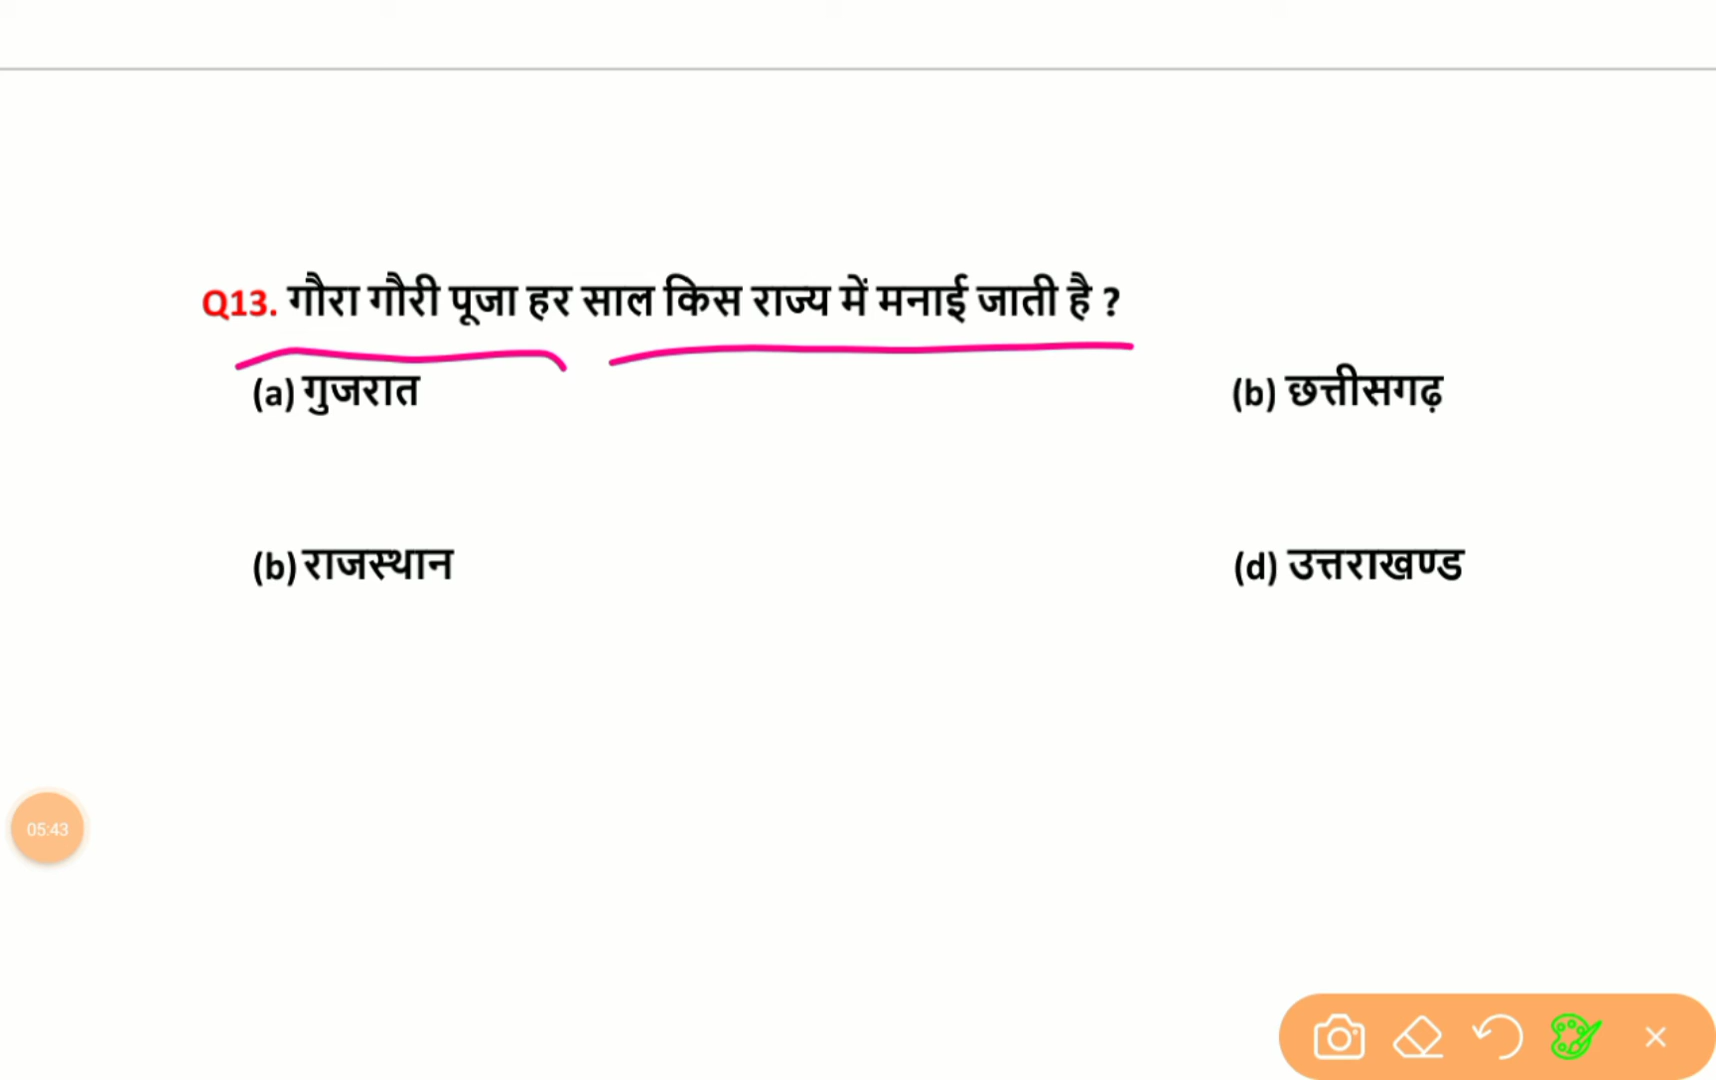 Q13. गौरा गौरी पूजा हर साल किस राज्य में मनाई जाती है ?
(a) गुजरात
(b) छत्तीसगढ़
(b) राजस्थान
(d) उत्तराखण्ड
05:43